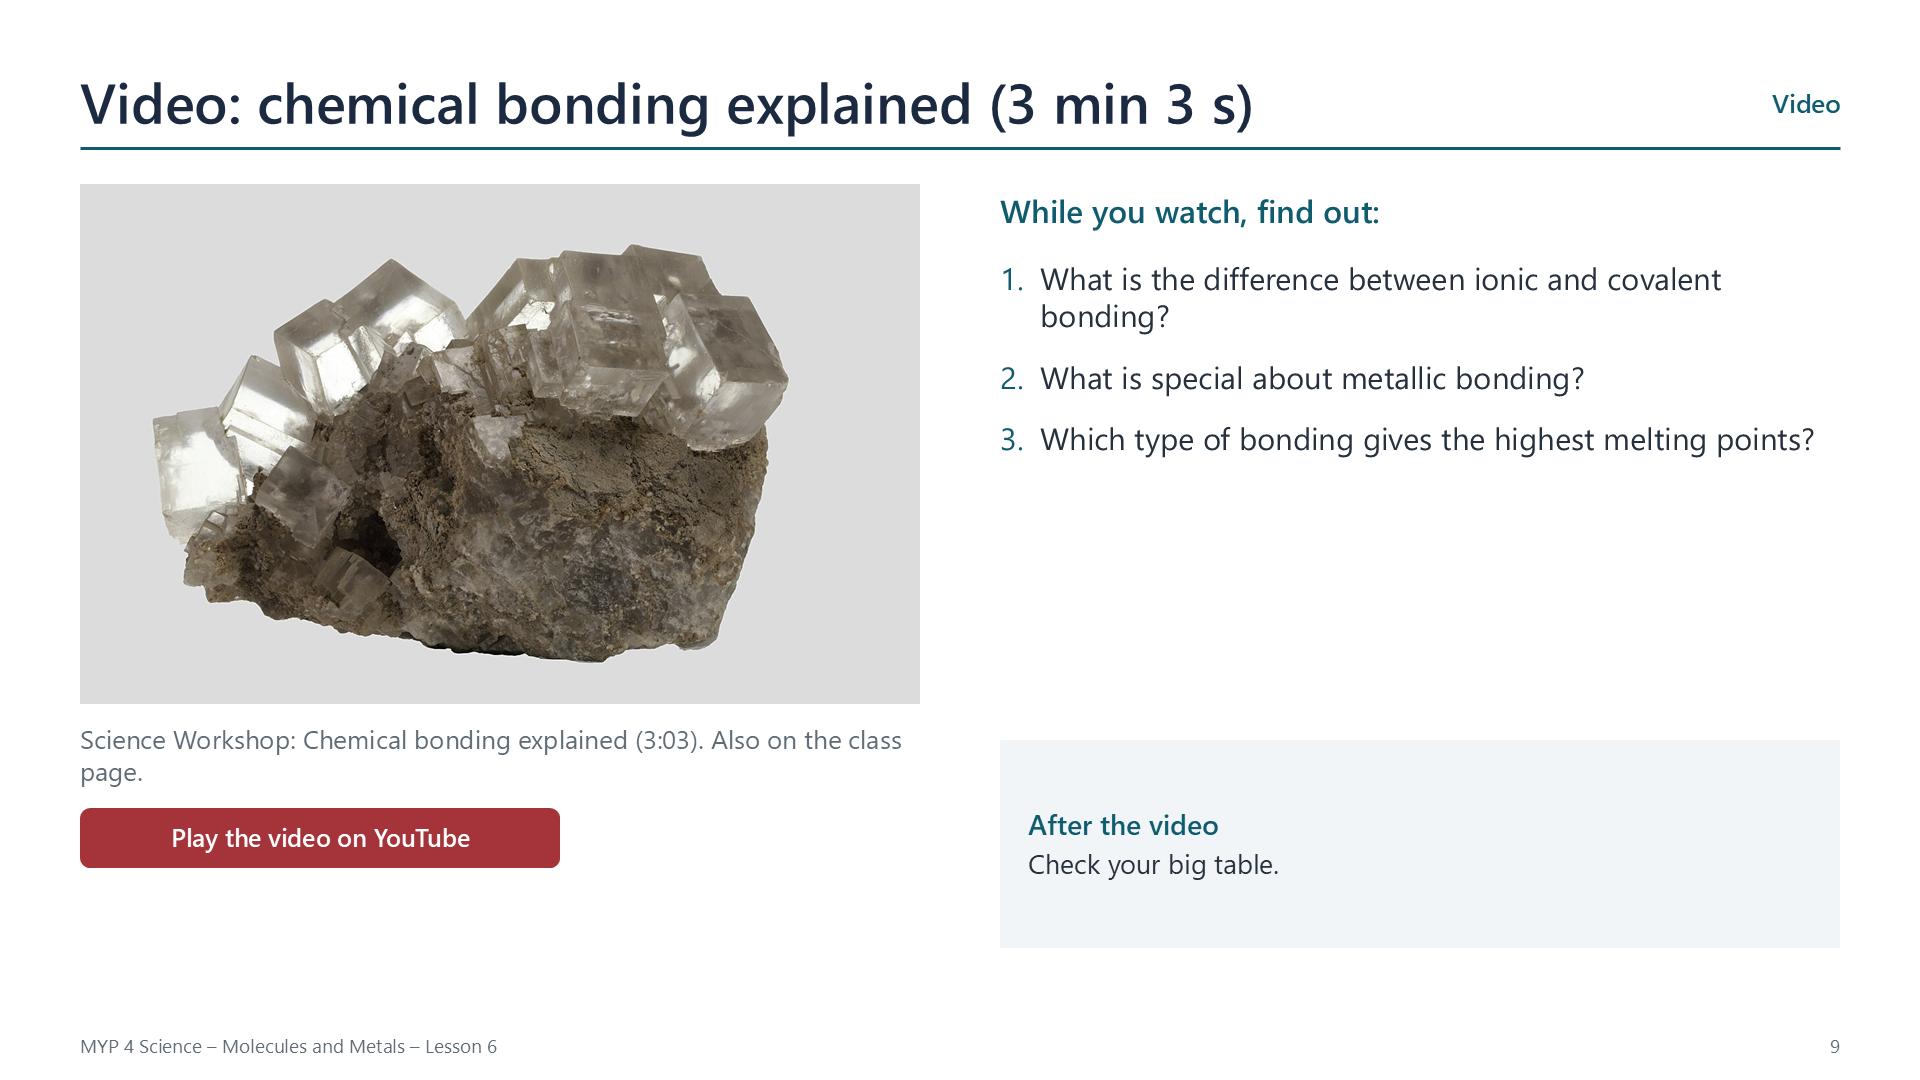 Video: chemical bonding explained (3 min 3 s)
Video
Science Workshop: Chemical bonding explained (3:03). Also on the class
page.
Play the video on YouTube
While you watch, find out:
1. What is the difference between ionic and covalent
bonding?
2. What is special about metallic bonding?
3. Which type of bonding gives the highest melting points?
After the video
Check your big table.
MYP 4 Science – Molecules and Metals – Lesson 6
9